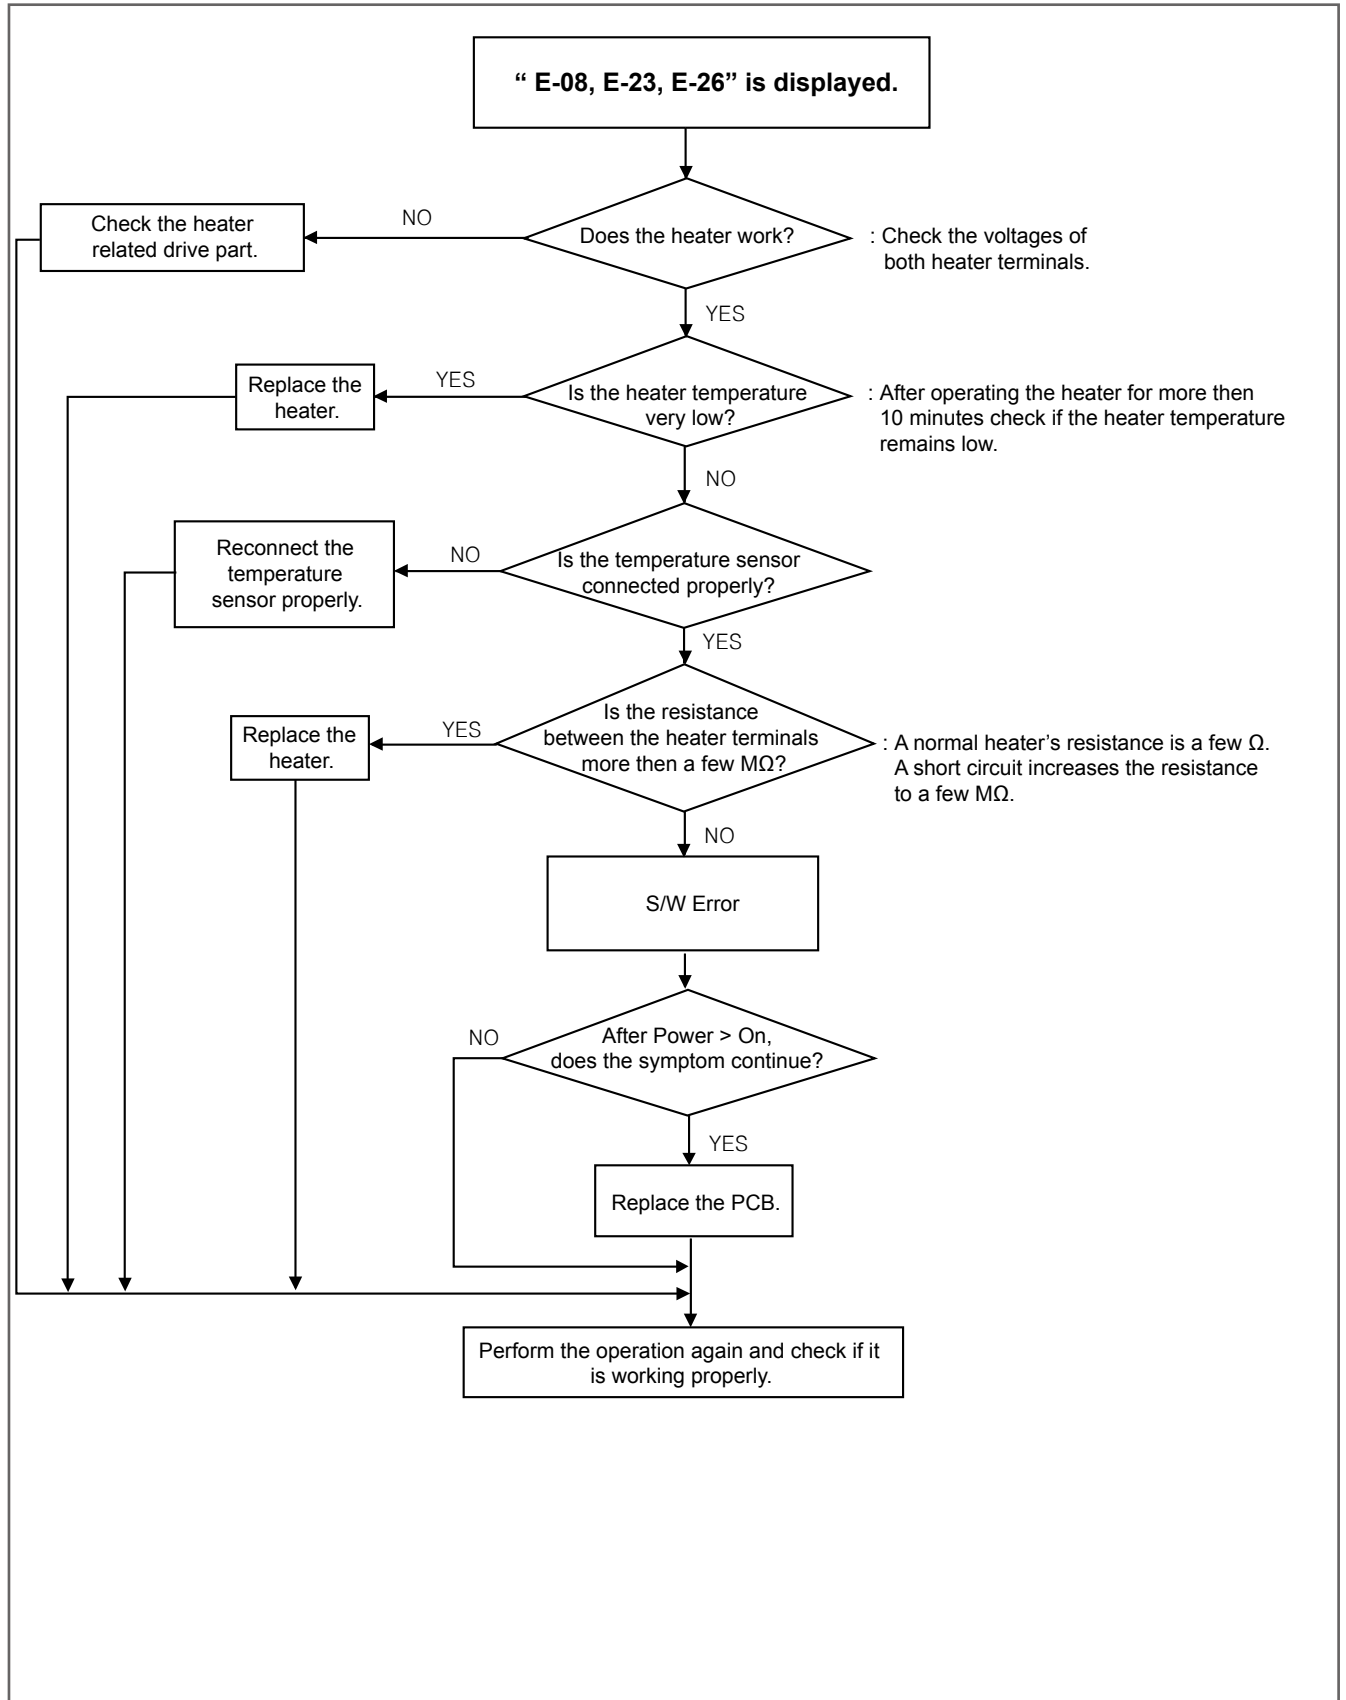 “ E-08, E-23, E-26” is displayed.
Check the heater
related drive part.
NO
Does the heater work?
: Check the voltages of
both heater terminals.
YES
Replace the
heater.
YES
Is the heater temperature
very low?
: After operating the heater for more then
10 minutes check if the heater temperature
remains low.
NO
Reconnect the
temperature
sensor properly.
NO
Is the temperature sensor
connected properly?
YES
Replace the
heater.
YES
Is the resistance
between the heater terminals
more then a few MΩ?
: A normal heater’s resistance is a few Ω.
A short circuit increases the resistance
to a few MΩ.
NO
S/W Error
NO
After Power > On,
does the symptom continue?
YES
Replace the PCB.
Perform the operation again and check if it
is working properly.